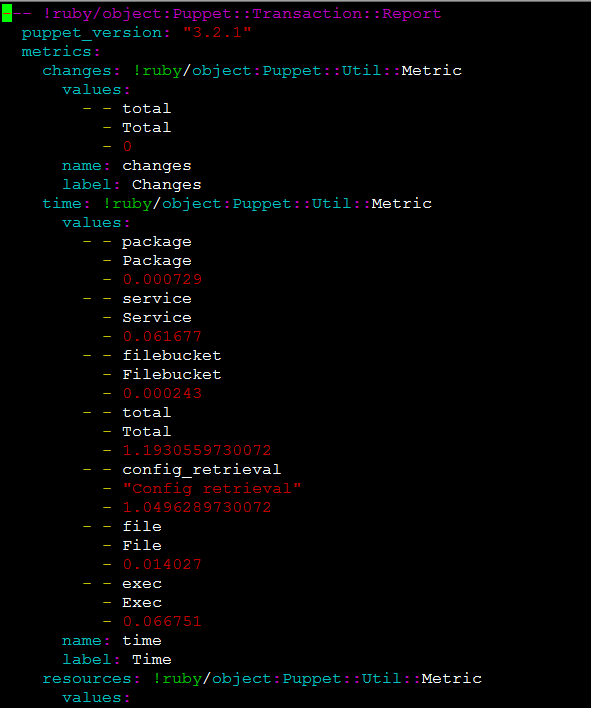 --- !ruby/object:Puppet::Transaction::Report
  puppet_version: "3.2.1"
  metrics:
    changes: !ruby/object:Puppet::Util::Metric
      values:
        - - total
          - Total
          - 0
      name: changes
      label: Changes
    time: !ruby/object:Puppet::Util::Metric
      values:
        - - package
          - Package
          - 0.000729
        - - service
          - Service
          - 0.061677
        - - filebucket
          - Filebucket
          - 0.000243
        - - total
          - Total
          - 1.1930559730072
        - - config_retrieval
          - "Config retrieval"
          - 1.0496289730072
        - - file
          - File
          - 0.014027
        - - exec
          - Exec
          - 0.066751
      name: time
      label: Time
    resources: !ruby/object:Puppet::Util::Metric
      values: